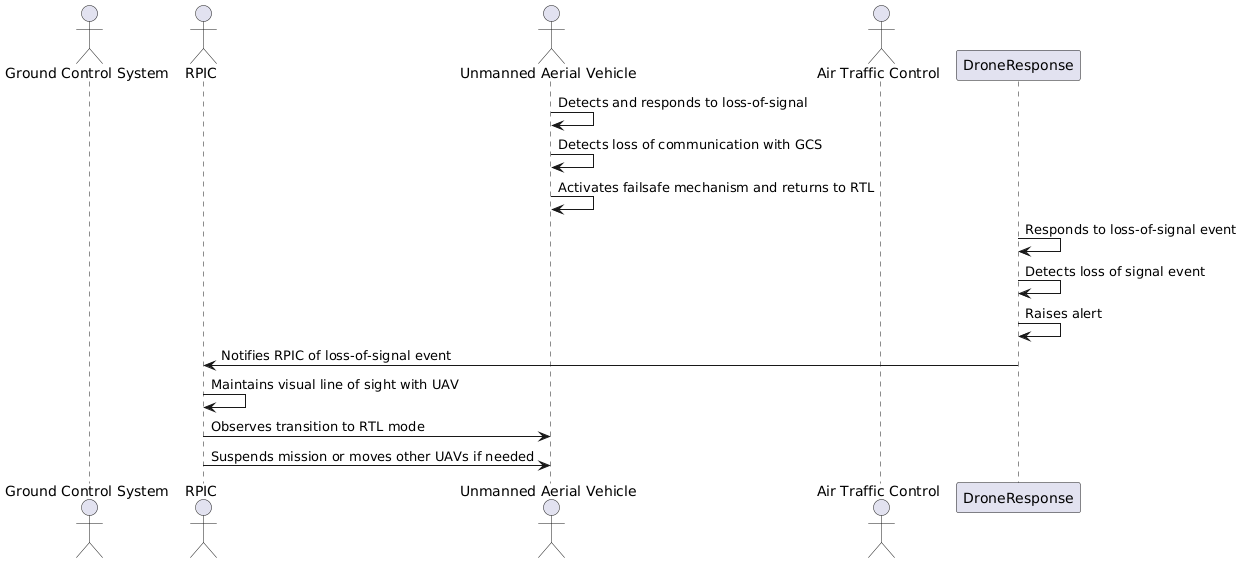 Ground Control System
RPIC
Unmanned Aerial Vehicle
Air Traffic Control
DroneResponse
Detects and responds to loss-of-signal
Detects loss of communication with GCS
Activates failsafe mechanism and returns to RTL
Responds to loss-of-signal event
Detects loss of signal event
Raises alert
Notifies RPIC of loss-of-signal event
Maintains visual line of sight with UAV
Observes transition to RTL mode
Suspends mission or moves other UAVs if needed
Ground Control System
RPIC
Unmanned Aerial Vehicle
Air Traffic Control
DroneResponse